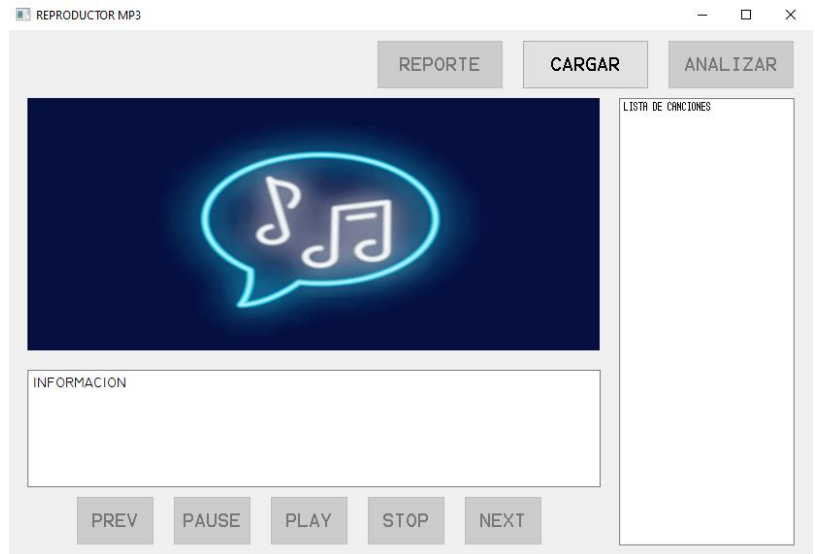 REPRODUCTOR MP3
REPORTE CARGAR ANALIZAR
LISTA DE CANCIONES
INFORMACION
PREV PAUSE PLAY STOP NEXT